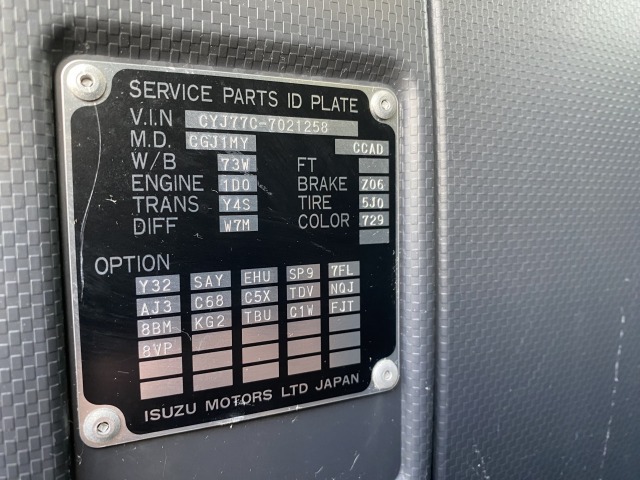 SERVICE PARTS ID PLATE
V.I.N CYJ77C-7021258
M.D. CGJ1MY CCAD
W/B 73W FT
ENGINE 1D0 BRAKE Z06
TRANS Y4S TIRE 5J0
DIFF W7M COLOR 729
OPTION
Y32 SAY EHU SP9 7FL
AJ3 C68 C5X TDV NQJ
8BM KG2 TBU C1W FJT
8VP
ISUZU MOTORS LTD JAPAN